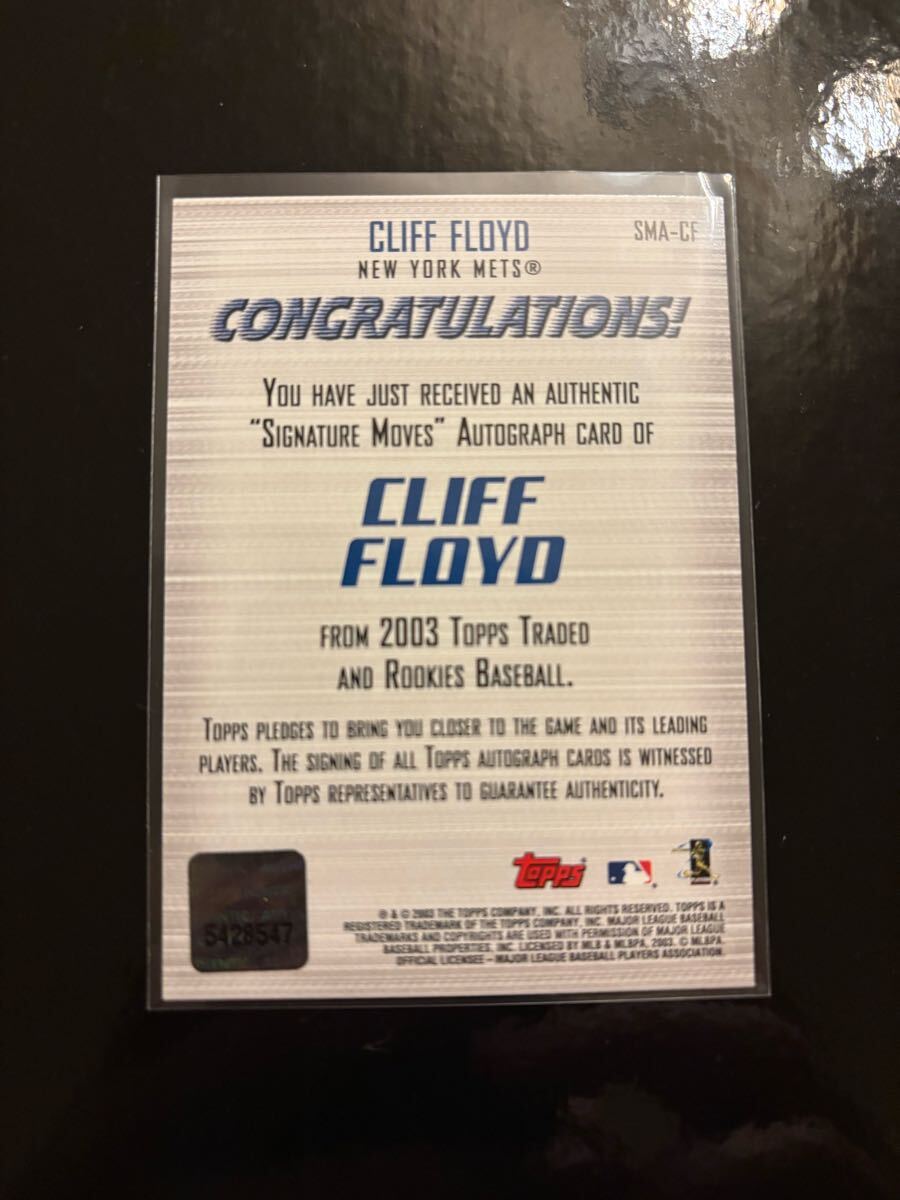 CLIFF FLOYD
SMA-CF
NEW YORK METS®
CONGRATULATIONS!
YOU HAVE JUST RECEIVED AN AUTHENTIC
"SIGNATURE MOVES" AUTOGRAPH CARD OF
CLIFF
FLOYD
FROM 2003 TOPPS TRADED
AND ROOKIES BASEBALL.
TOPPS PLEDGES TO BRING YOU CLOSER TO THE GAME AND ITS LEADING
PLAYERS. THE SIGNING OF ALL TOPPS AUTOGRAPH CARDS IS WITNESSED
BY TOPPS REPRESENTATIVES TO GUARANTEE AUTHENTICITY.
topps
5428547
® & © 2003 THE TOPPS COMPANY, INC. ALL RIGHTS RESERVED. TOPPS IS A
REGISTERED TRADEMARK OF THE TOPPS COMPANY, INC. MAJOR LEAGUE BASEBALL
TRADEMARKS AND COPYRIGHTS ARE USED WITH PERMISSION OF MAJOR LEAGUE
BASEBALL PROPERTIES, INC. LICENSED BY MLB & MLBPA, 2003. © MLBPA
OFFICIAL LICENSEE – MAJOR LEAGUE BASEBALL PLAYERS ASSOCIATION.